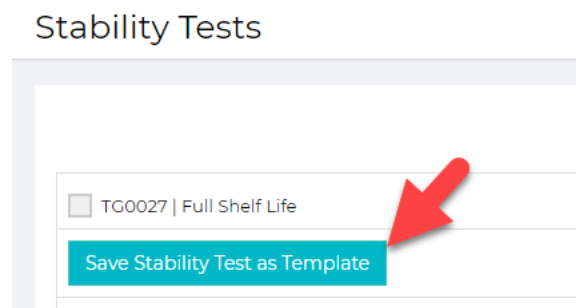 Stability Tests
TG0027 | Full Shelf Life
Save Stability Test as Template